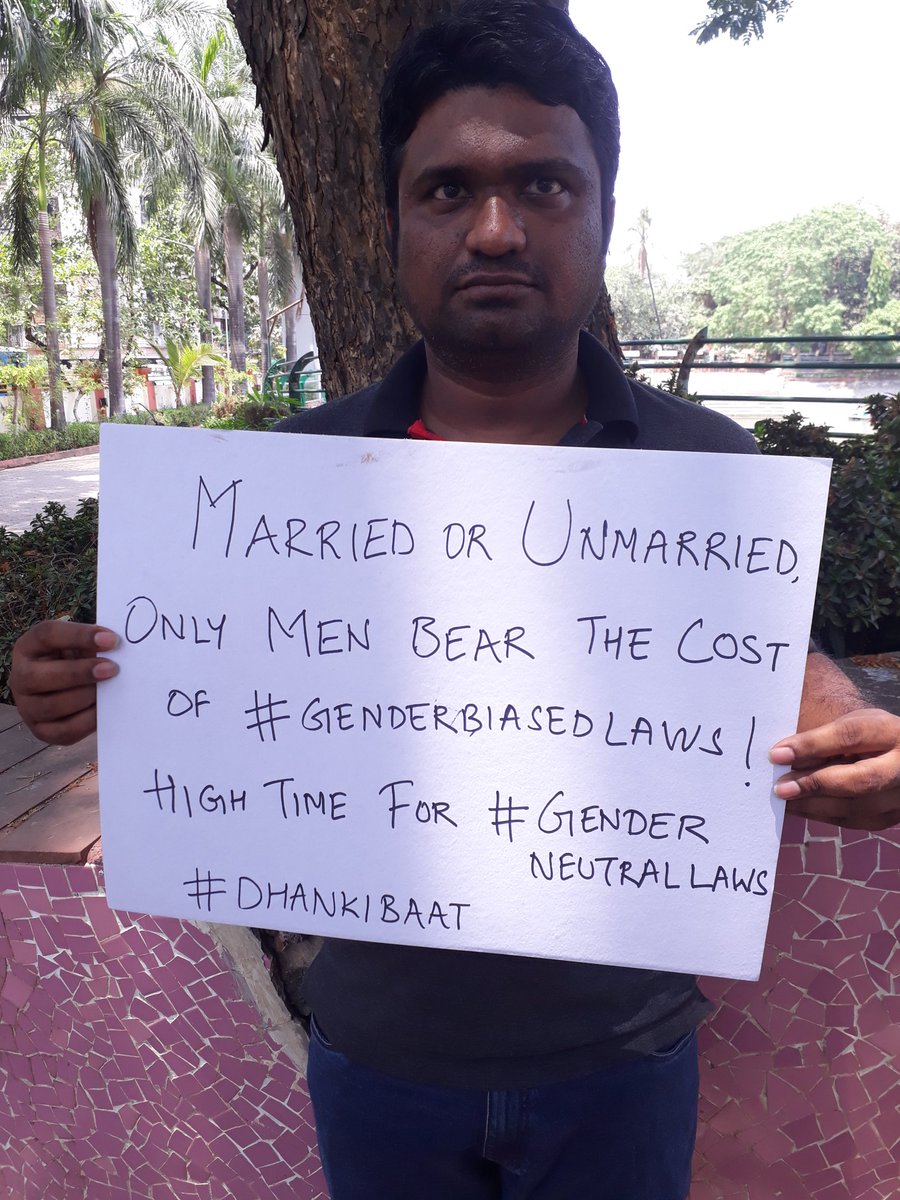 MARRIED OR UNMARRIED,
ONLY MEN BEAR THE COST
OF #GENDERBIASEDLAWS!
HIGH TIME FOR #GENDER
NEUTRALLAWS
#DHANKIBAAT